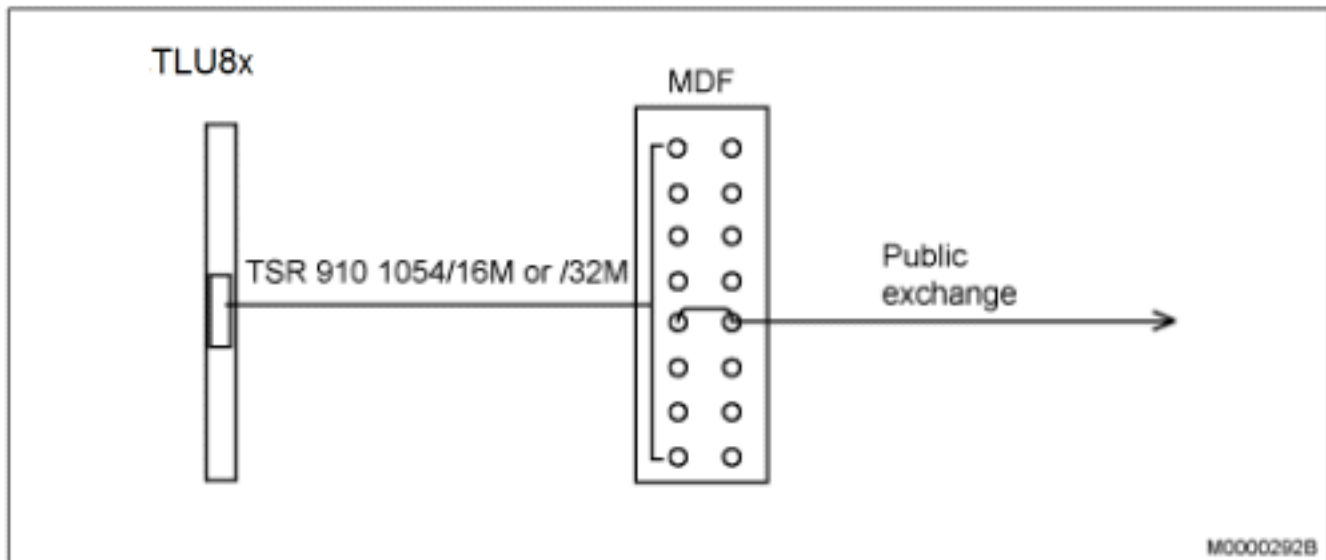 TLU8x
MDF
TSR 910 1054/16M or /32M
Public
exchange
M0000292B